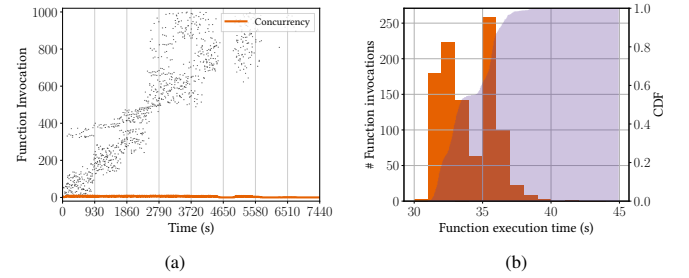 1000
800
600
400
200
0
Function Invocation
Concurrency
0 930 1860 2790 3720 4650 5580 6510 7440
Time (s)
(a)
250
200
150
100
50
0
# Function invocations
1.0
0.8
0.6
0.4
0.2
0.0
CDF
30 35 40 45
Function execution time (s)
(b)